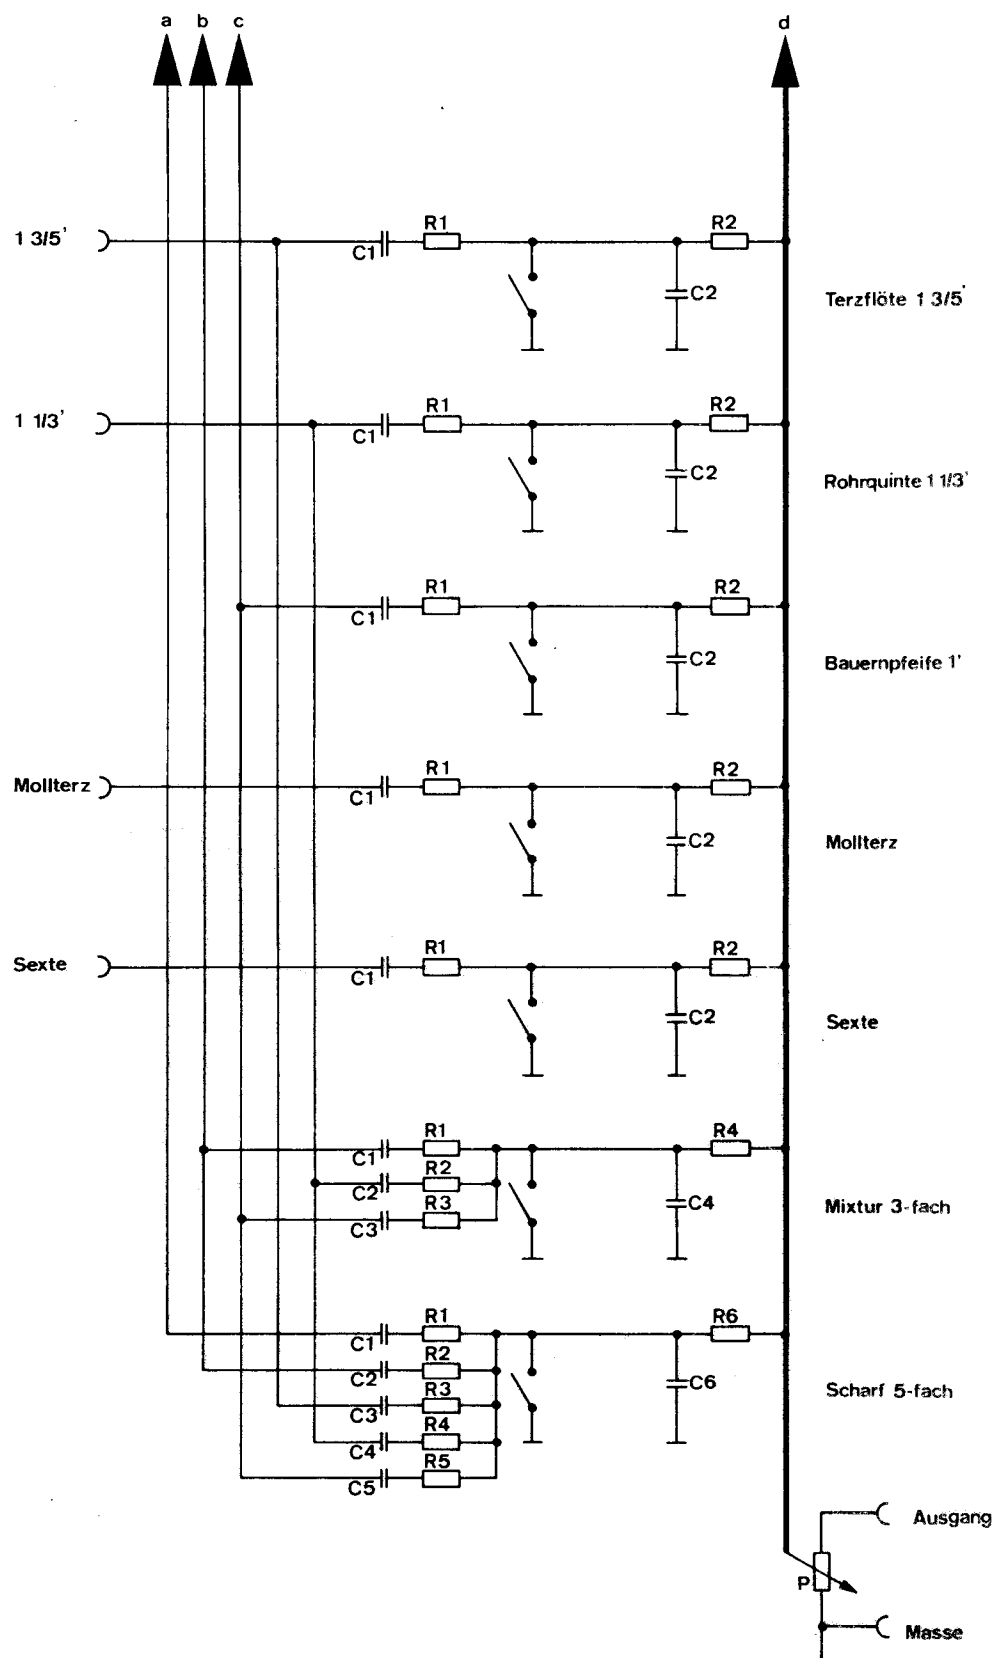 a b c d
1 3/5'
C1 R1 R2
C2
Terzflöte 1 3/5'
1 1/3'
C1 R1 R2
C2
Rohrquinte 1 1/3'
C1 R1 R2
C2
Bauernpfeife 1'
Mollterz
C1 R1 R2
C2
Mollterz
Sexte
C1 R1 R2
C2
Sexte
C1 R1 R4
C2 R2
C3 R3
C4
Mixtur 3-fach
C1 R1 R6
C2 R2
C3 R3
C4 R4
C5 R5
C6
Scharf 5-fach
Ausgang
P
Masse